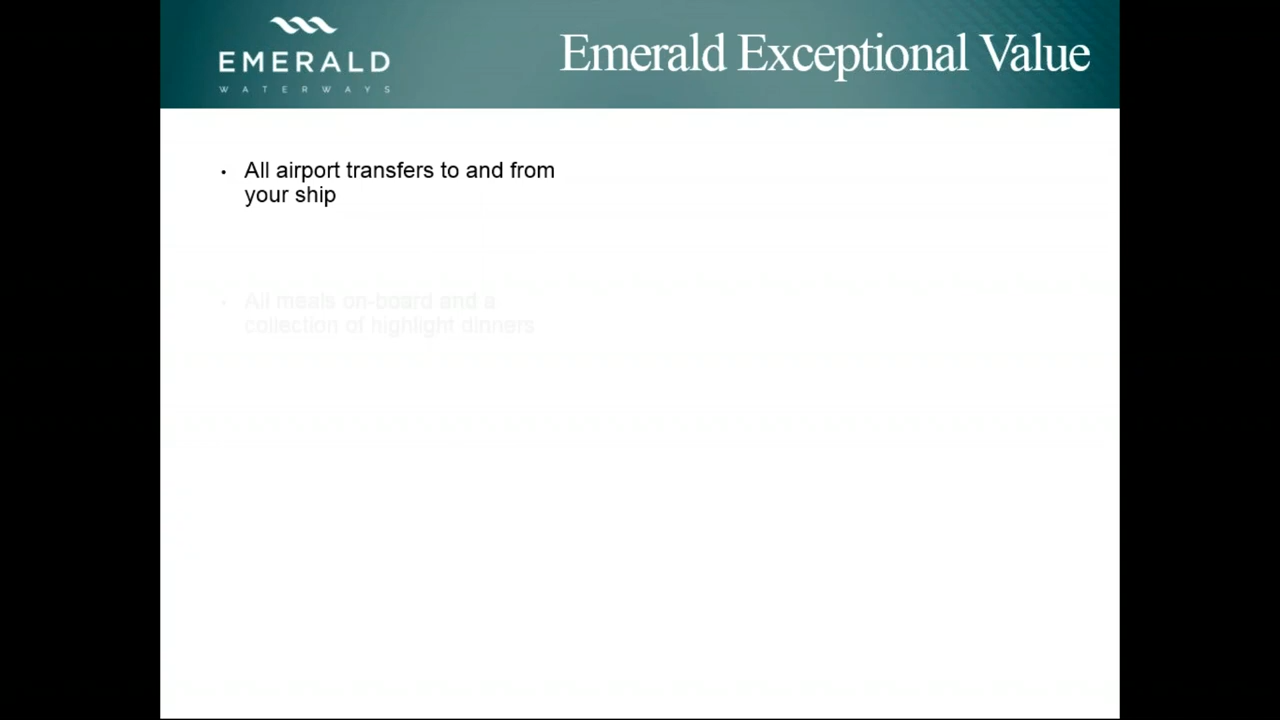 EMERALD
WATERWAYS
Emerald Exceptional Value
• All airport transfers to and from
your ship
• All meals on-board and a
collection of highlight dinners